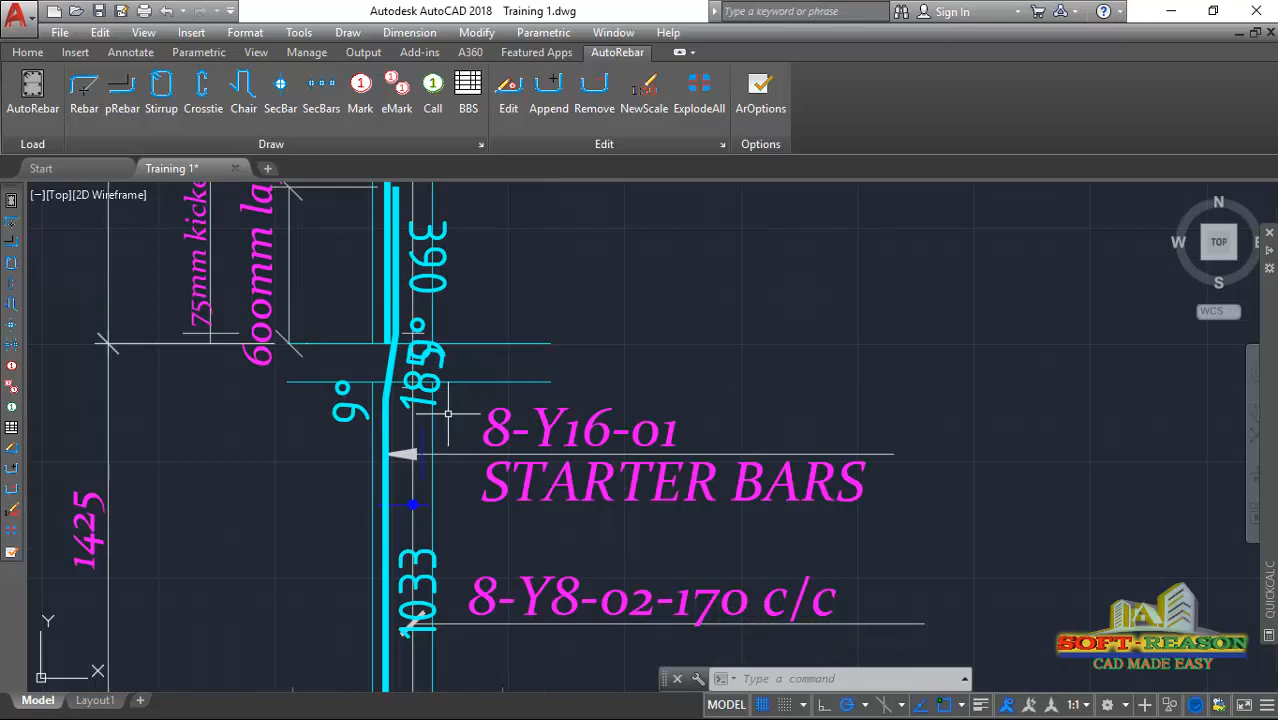 Autodesk AutoCAD 2018 Training 1.dwg
Type a keyword or phrase
Sign In
File Edit View Insert Format Tools Draw Dimension Modify Parametric Window Help
Home Insert Annotate Parametric View Manage Output Add-ins A360 Featured Apps AutoRebar
AutoRebar Rebar pRebar Stirrup Crosstie Chair SecBar SecBars Mark eMark Call BBS Edit Append Remove NewScale ExplodeAll ArOptions
Load Draw Edit Options
Start Training 1*
[−][Top][2D Wireframe]
N
W TOP
S
WCS
75mm kicke
600mm la
390
9°
185
9°
8-Y16-01
STARTER BARS
1425
1033
8-Y8-02-170 c/c
QUICKCALC
SOFT-REASON
CAD MADE EASY
Y
X
Type a command
Model Layout1
MODEL
1:1